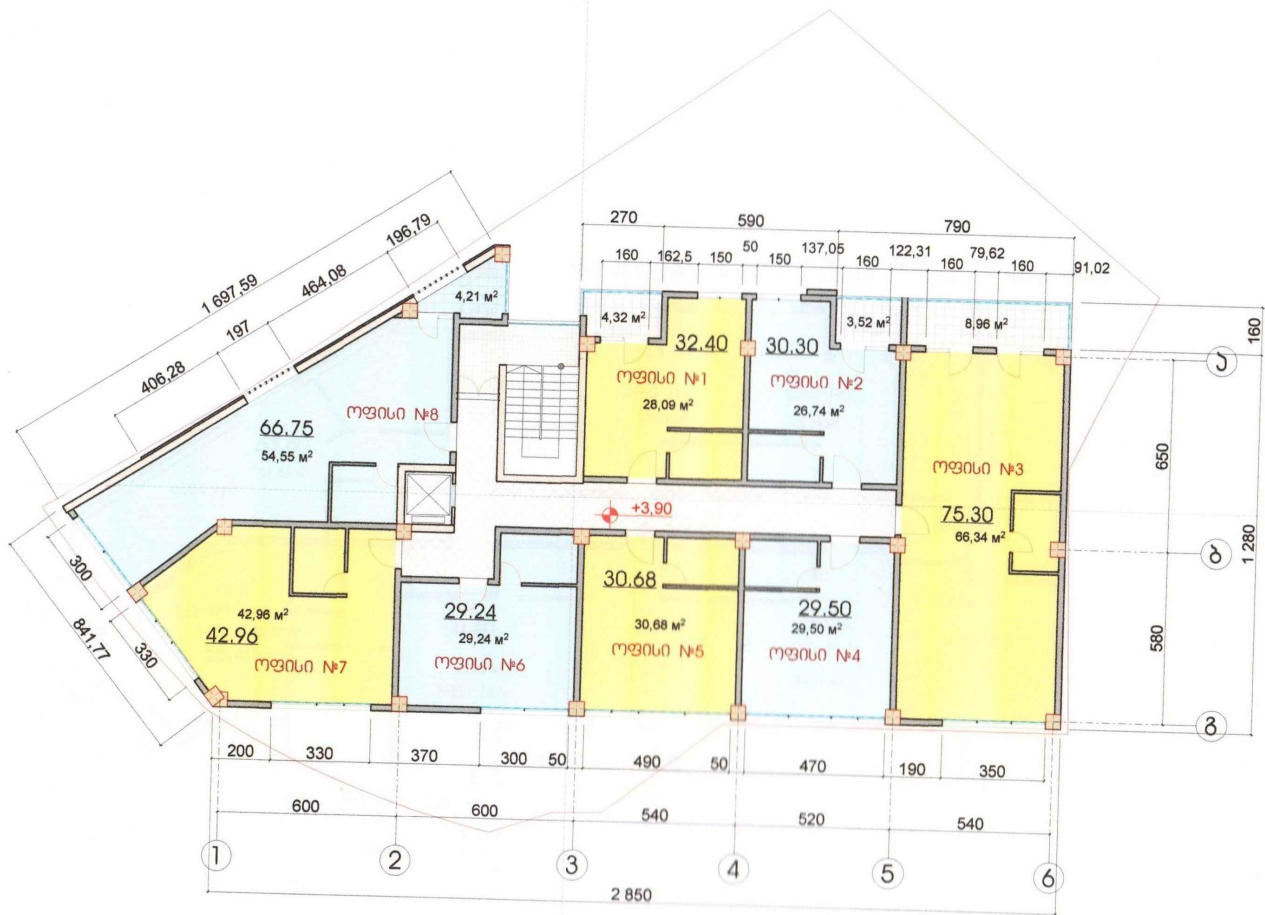 270
590
790
160
162,5
150
50
150
137,05
160
122,31
160
79,62
160
91,02
196,79
464,08
1 697,59
197
406,28
4,21 м²
4,32 м²
3,52 м²
8,96 м²
160
32.40
30.30
ოფისი №1
28,09 м²
ოფისი №2
26,74 м²
ა
ოფისი №8
66.75
54,55 м²
ოფისი №3
75.30
66,34 м²
650
+3,90
ბ
1 280
300
841,77
330
42,96 м²
42.96
ოფისი №7
29.24
29,24 м²
ოფისი №6
30.68
30,68 м²
ოფისი №5
29.50
29,50 м²
ოფისი №4
580
გ
200
330
370
300
50
490
50
470
190
350
600
600
540
520
540
1
2
3
4
5
6
2 850